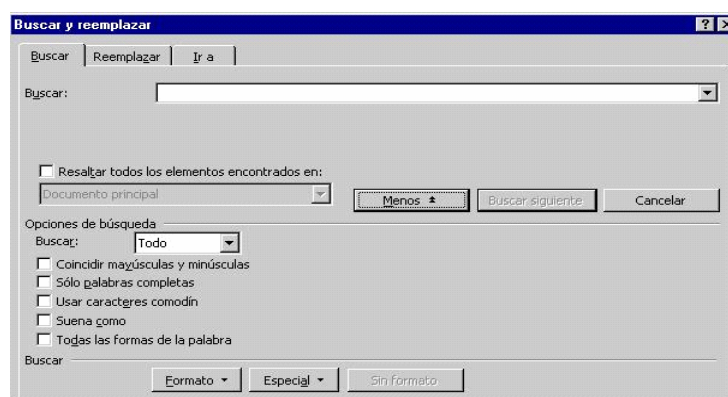 Buscar y reemplazar
Buscar Reemplazar Ir a
Buscar:
Resaltar todos los elementos encontrados en:
Documento principal Menos Buscar siguiente Cancelar
Opciones de búsqueda
Buscar: Todo
Coincidir mayúsculas y minúsculas
Sólo palabras completas
Usar caracteres comodín
Suena como
Todas las formas de la palabra
Buscar
Formato Especial Sin formato